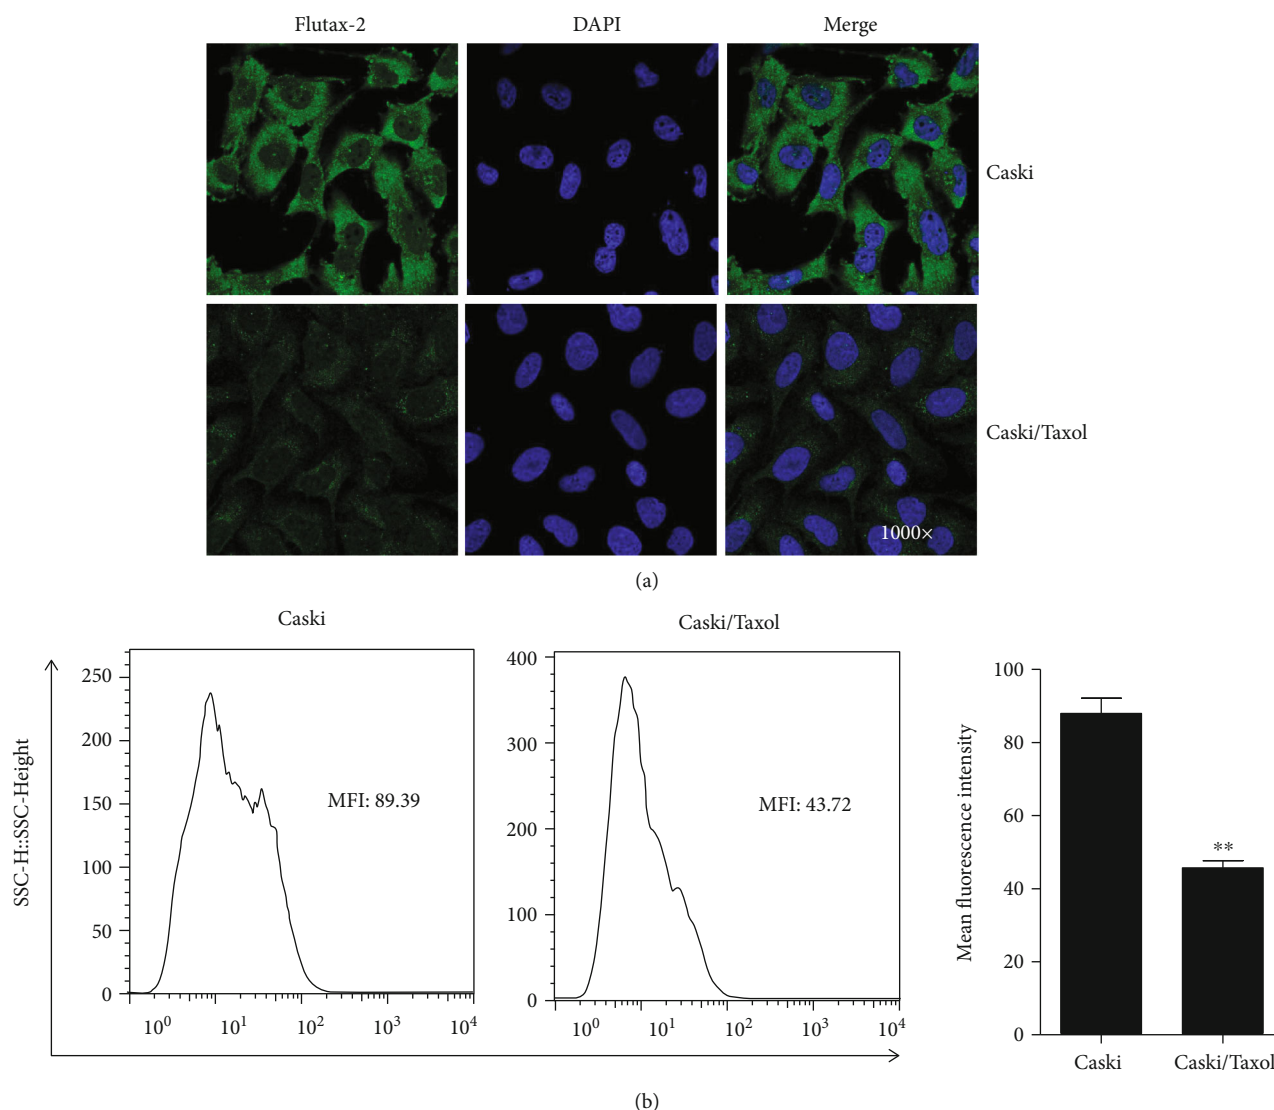 Flutax-2 DAPI Merge
Caski
Caski/Taxol
1000×
(a)
Caski
SSC-H::SSC-Height
250
200
150
100
50
0
10⁰ 10¹ 10² 10³ 10⁴
MFI: 89.39
Caski/Taxol
400
300
200
100
0
10⁰ 10¹ 10² 10³ 10⁴
MFI: 43.72
Mean fluorescence intensity
100
80
60
40
20
0
**
Caski Caski/Taxol
(b)